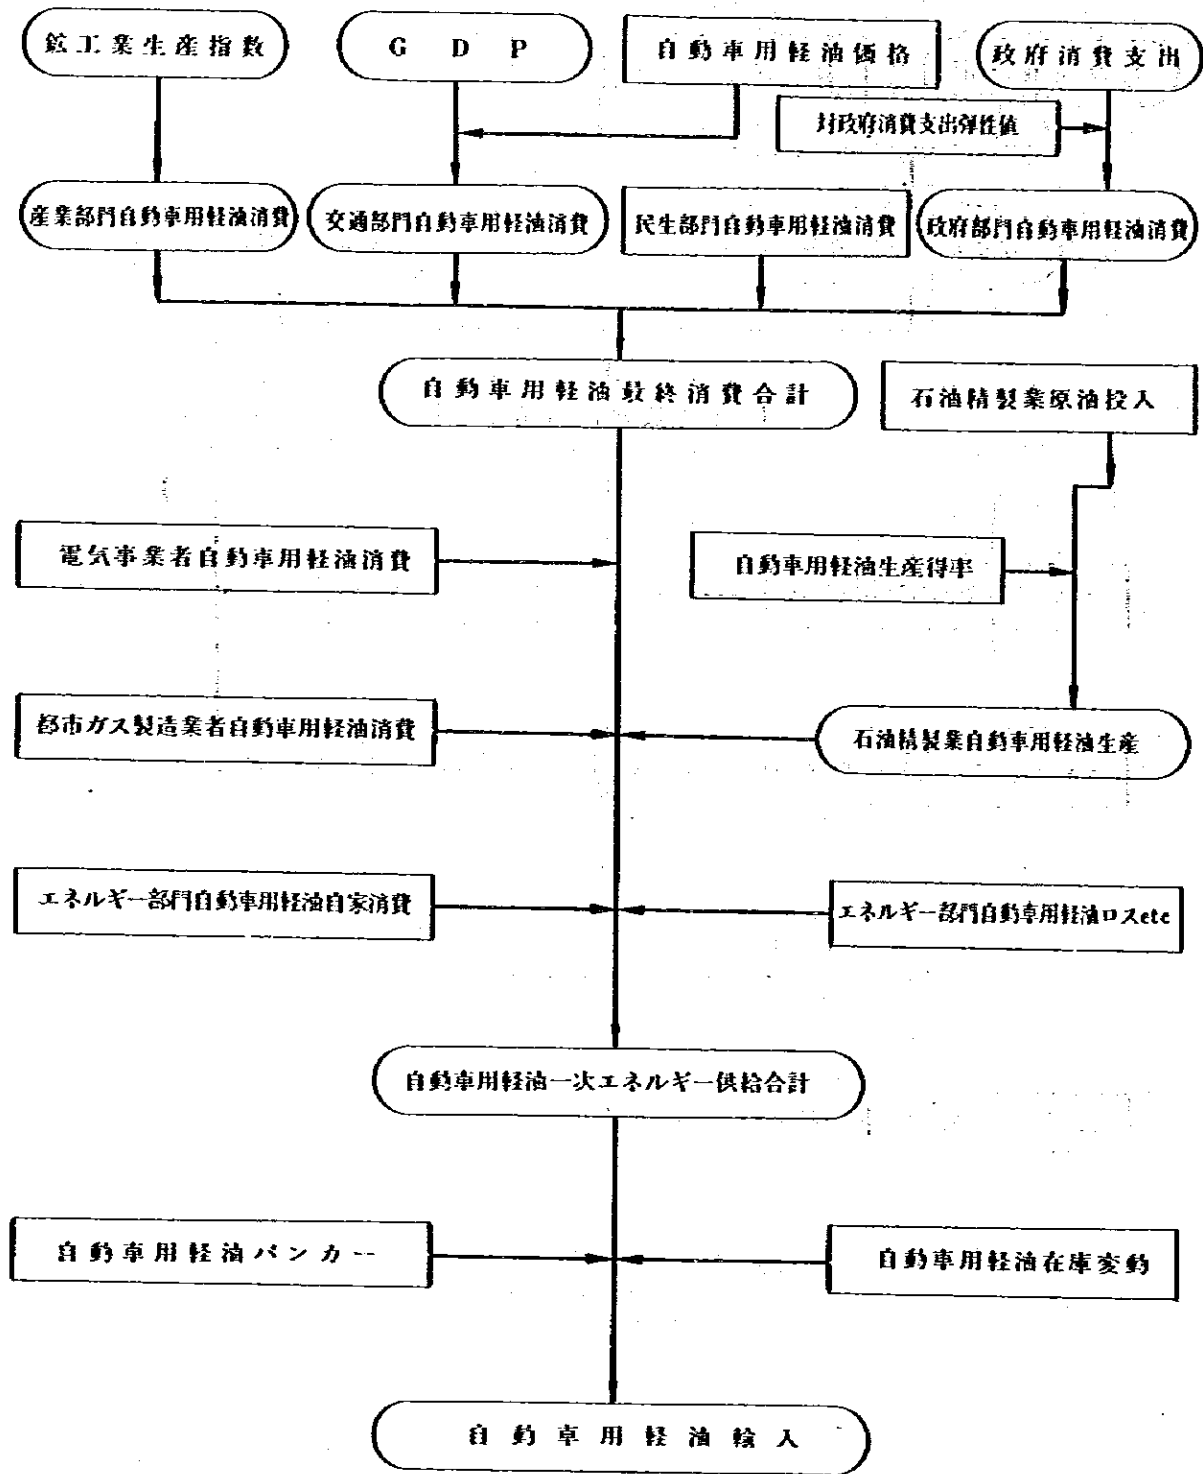 鉱工業生産指数
GDP
自動車用軽油価格
政府消費支出
対政府消費支出弾性値
産業部門自動車用軽油消費
交通部門自動車用軽油消費
民生部門自動車用軽油消費
政府部門自動車用軽油消費
自動車用軽油最終消費合計
石油精製業原油投入
電気事業者自動車用軽油消費
自動車用軽油生産得率
都市ガス製造業者自動車用軽油消費
石油精製業自動車用軽油生産
エネルギー部門自動車用軽油自家消費
エネルギー部門自動車用軽油ロスetc
自動車用軽油一次エネルギー供給合計
自動車用軽油バンカー
自動車用軽油在庫変動
自動車用軽油輸入